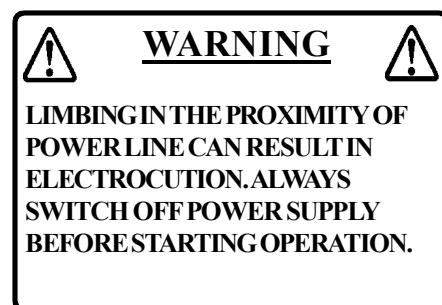 WARNING
LIMBING IN THE PROXIMITY OF
POWER LINE CAN RESULT IN
ELECTROCUTION. ALWAYS
SWITCH OFF POWER SUPPLY
BEFORE STARTING OPERATION.